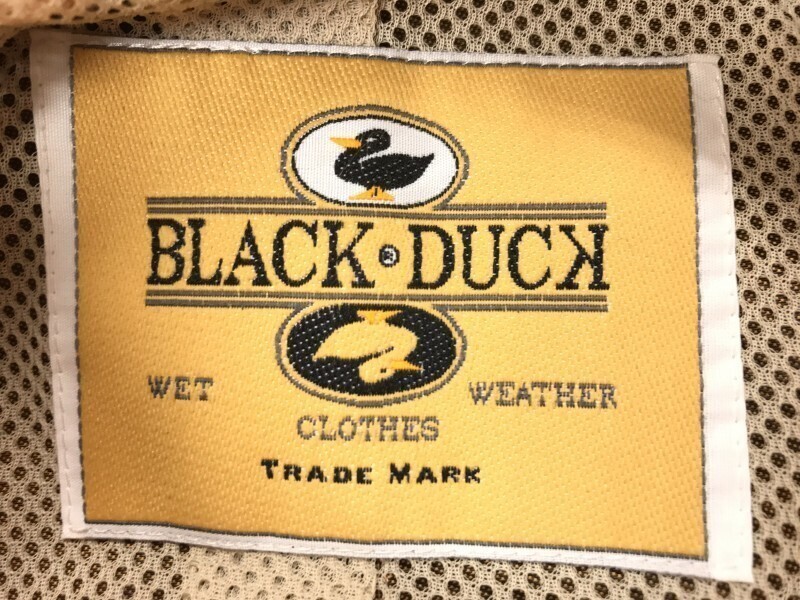 BLACK ® DUCK
WET WEATHER
CLOTHES
TRADE MARK